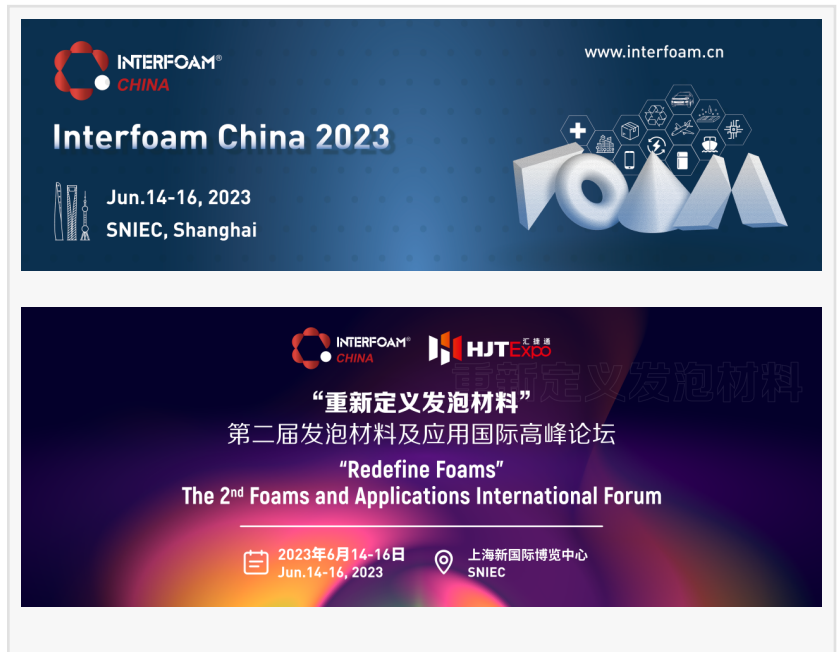 INTERFOAM®
CHINA
www.interfoam.cn
Interfoam China 2023
Jun.14-16, 2023
SNIEC, Shanghai
FOAM
INTERFOAM®
CHINA
HJT Expo
汇捷通
重新定义发泡材料
“重新定义发泡材料”
第二届发泡材料及应用国际高峰论坛
“Redefine Foams”
The 2nd Foams and Applications International Forum
2023年6月14-16日
Jun.14-16, 2023
上海新国际博览中心
SNIEC